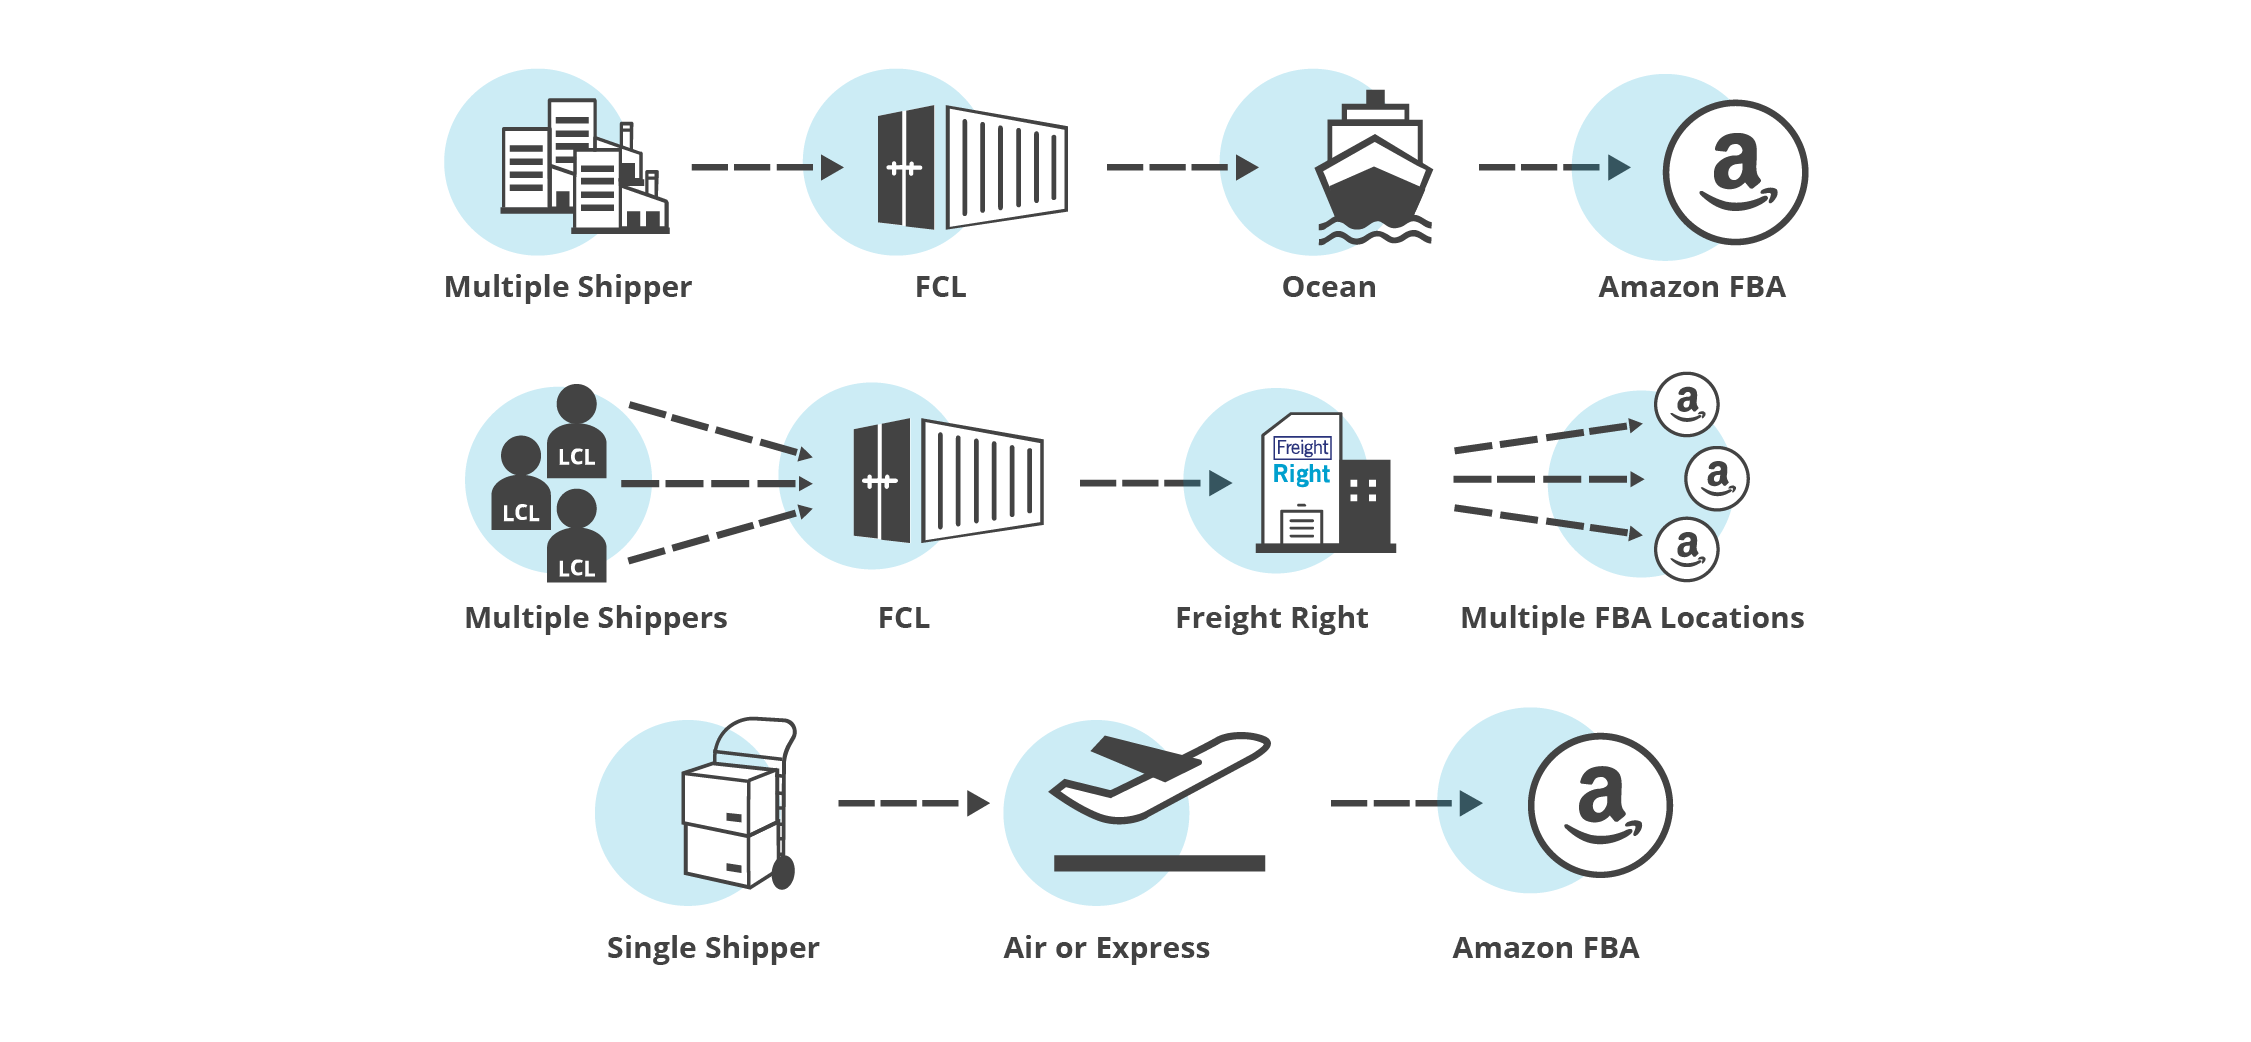 Multiple Shipper
FCL
Ocean
Amazon FBA
LCL
LCL
LCL
Freight
Right
Multiple Shippers
FCL
Freight Right
Multiple FBA Locations
Single Shipper
Air or Express
Amazon FBA